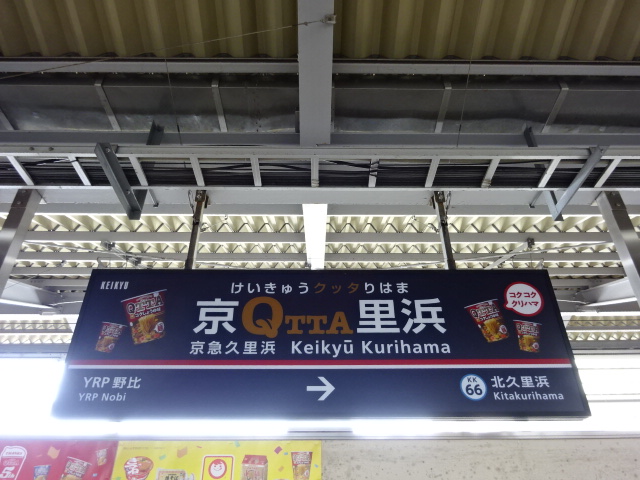 KEIKYU
けいきゅうクッタりはま
京QTTA里浜
コクコク
クリハマ
京急久里浜 Keikyū Kurihama
YRP 野比
YRP Nobi
→
KK
66
北久里浜
Kitakurihama